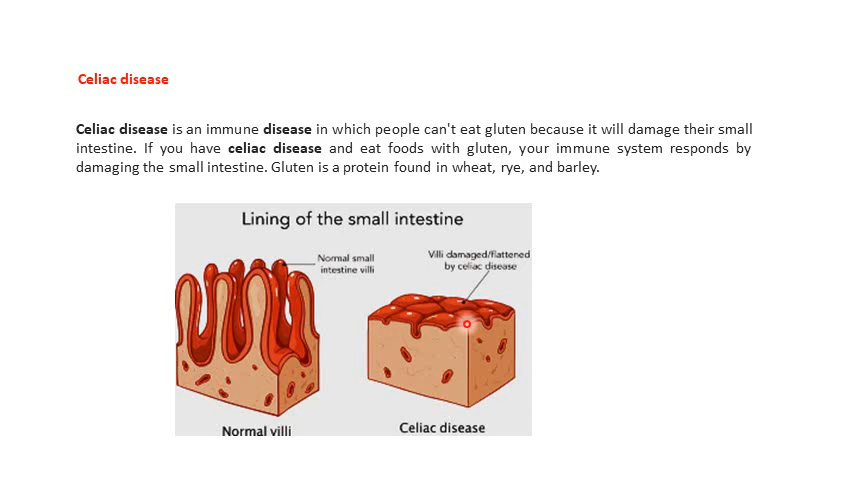 Celiac disease
Celiac disease is an immune disease in which people can't eat gluten because it will damage their small
intestine. If you have celiac disease and eat foods with gluten, your immune system responds by
damaging the small intestine. Gluten is a protein found in wheat, rye, and barley.
Lining of the small intestine
Normal small
intestine villi
Villi damaged/flattened
by celiac disease
Normal villi
Celiac disease